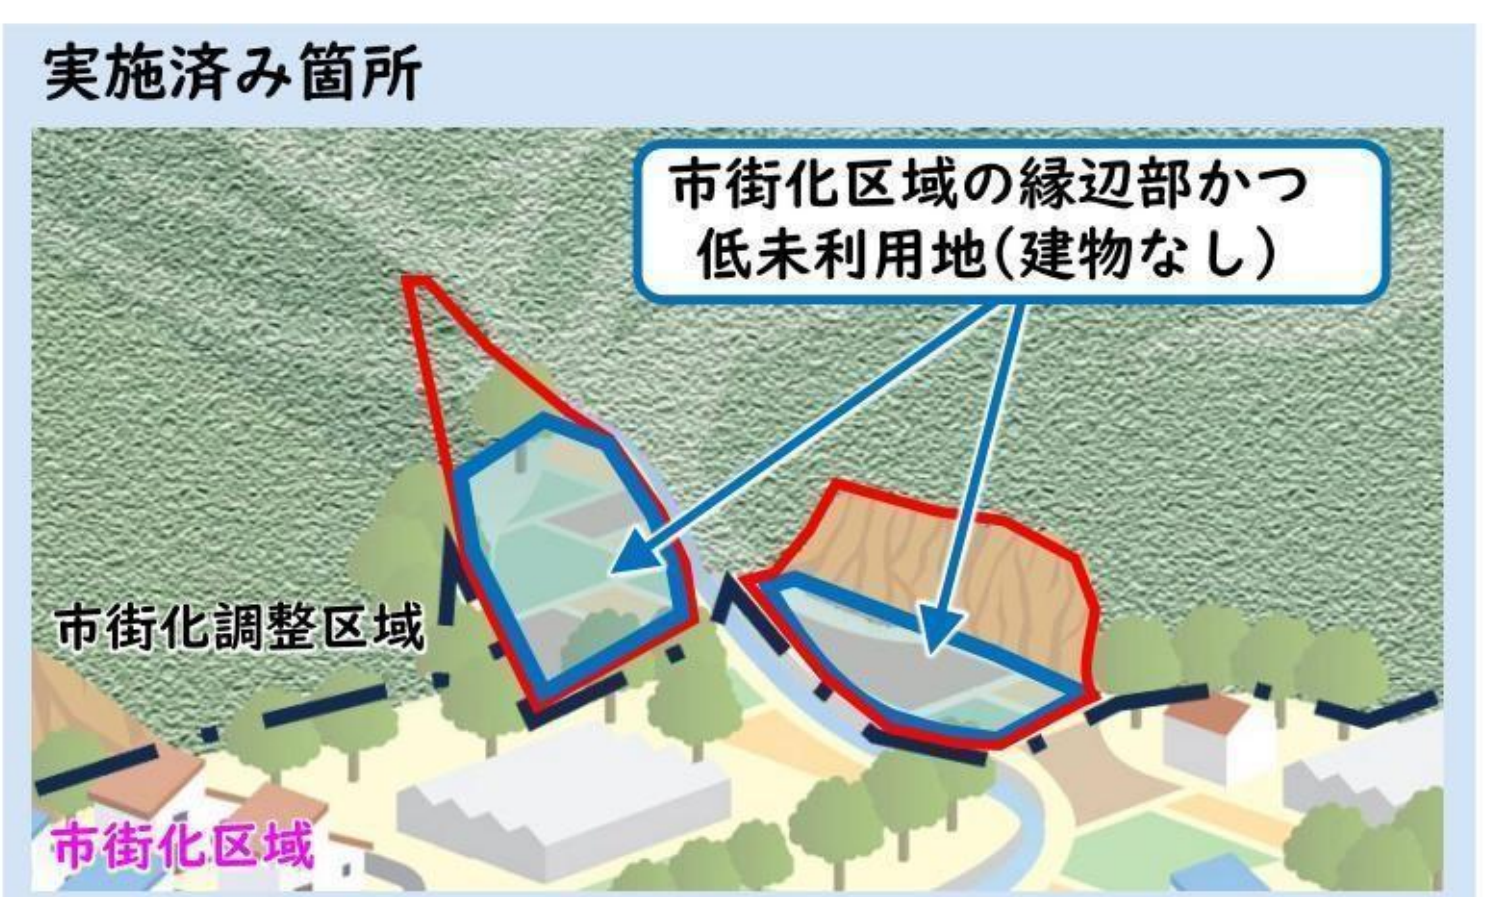 実施済み箇所
市街化区域の縁辺部かつ
低未利用地(建物なし)
市街化調整区域
市街化区域